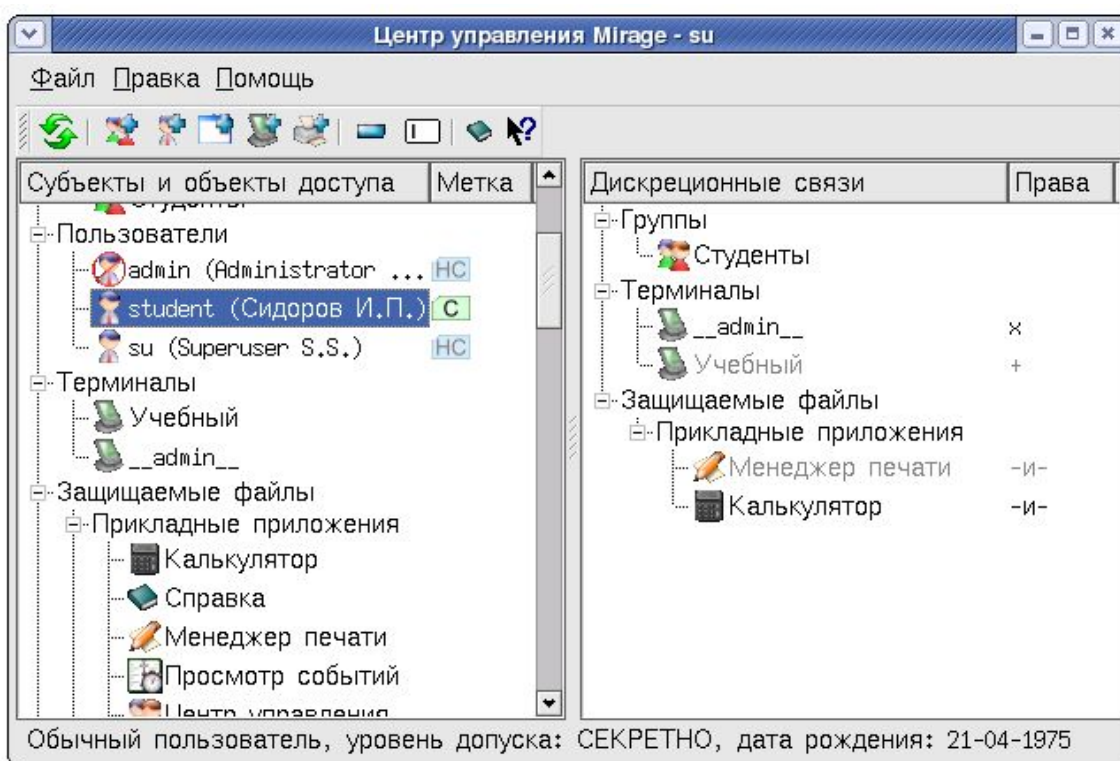 Центр управления Mirage - su
Файл Правка Помощь
Субъекты и объекты доступа Метка
Студенты
Пользователи
admin (Administrator ... НС
student (Сидоров И.П.) С
su (Superuser S.S.) НС
Терминалы
Учебный
__admin__
Защищаемые файлы
Прикладные приложения
Калькулятор
Справка
Менеджер печати
Просмотр событий
Центр управления
Дискреционные связи Права
Группы
Студенты
Терминалы
__admin__ x
Учебный +
Защищаемые файлы
Прикладные приложения
Менеджер печати -и-
Калькулятор -и-
Обычный пользователь, уровень допуска: СЕКРЕТНО, дата рождения: 21-04-1975